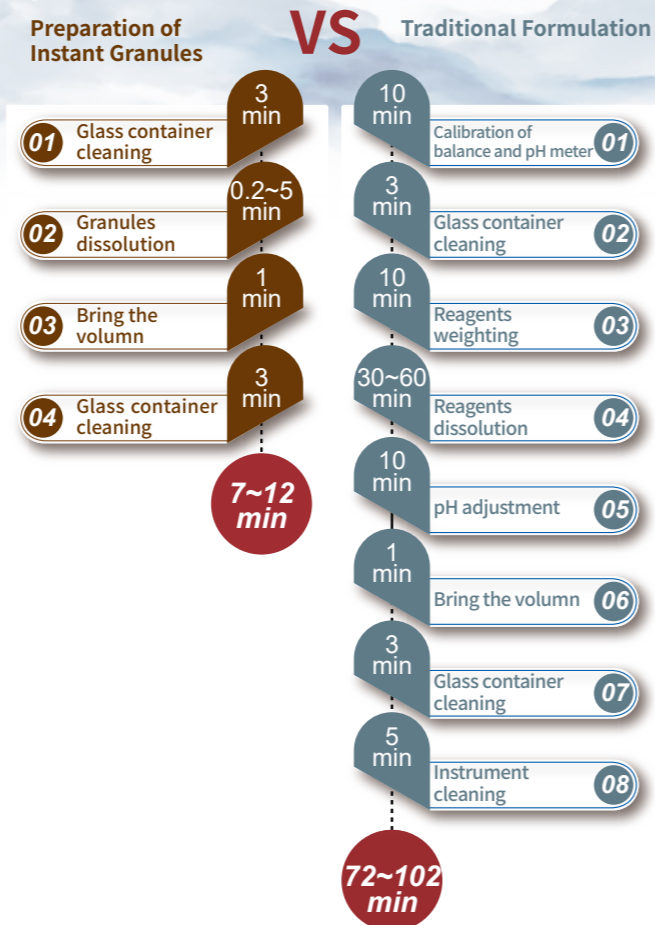 Preparation of
Instant Granules
VS
Traditional Formulation
3
min
01
Glass container
cleaning
0.2~5
min
02
Granules
dissolution
1
min
03
Bring the
volumn
3
min
04
Glass container
cleaning
7~12
min
10
min
Calibration of
balance and pH meter
01
3
min
Glass container
cleaning
02
10
min
Reagents
weighting
03
30~60
min
Reagents
dissolution
04
10
min
pH adjustment
05
1
min
Bring the volumn
06
3
min
Glass container
cleaning
07
5
min
Instrument
cleaning
08
72~102
min